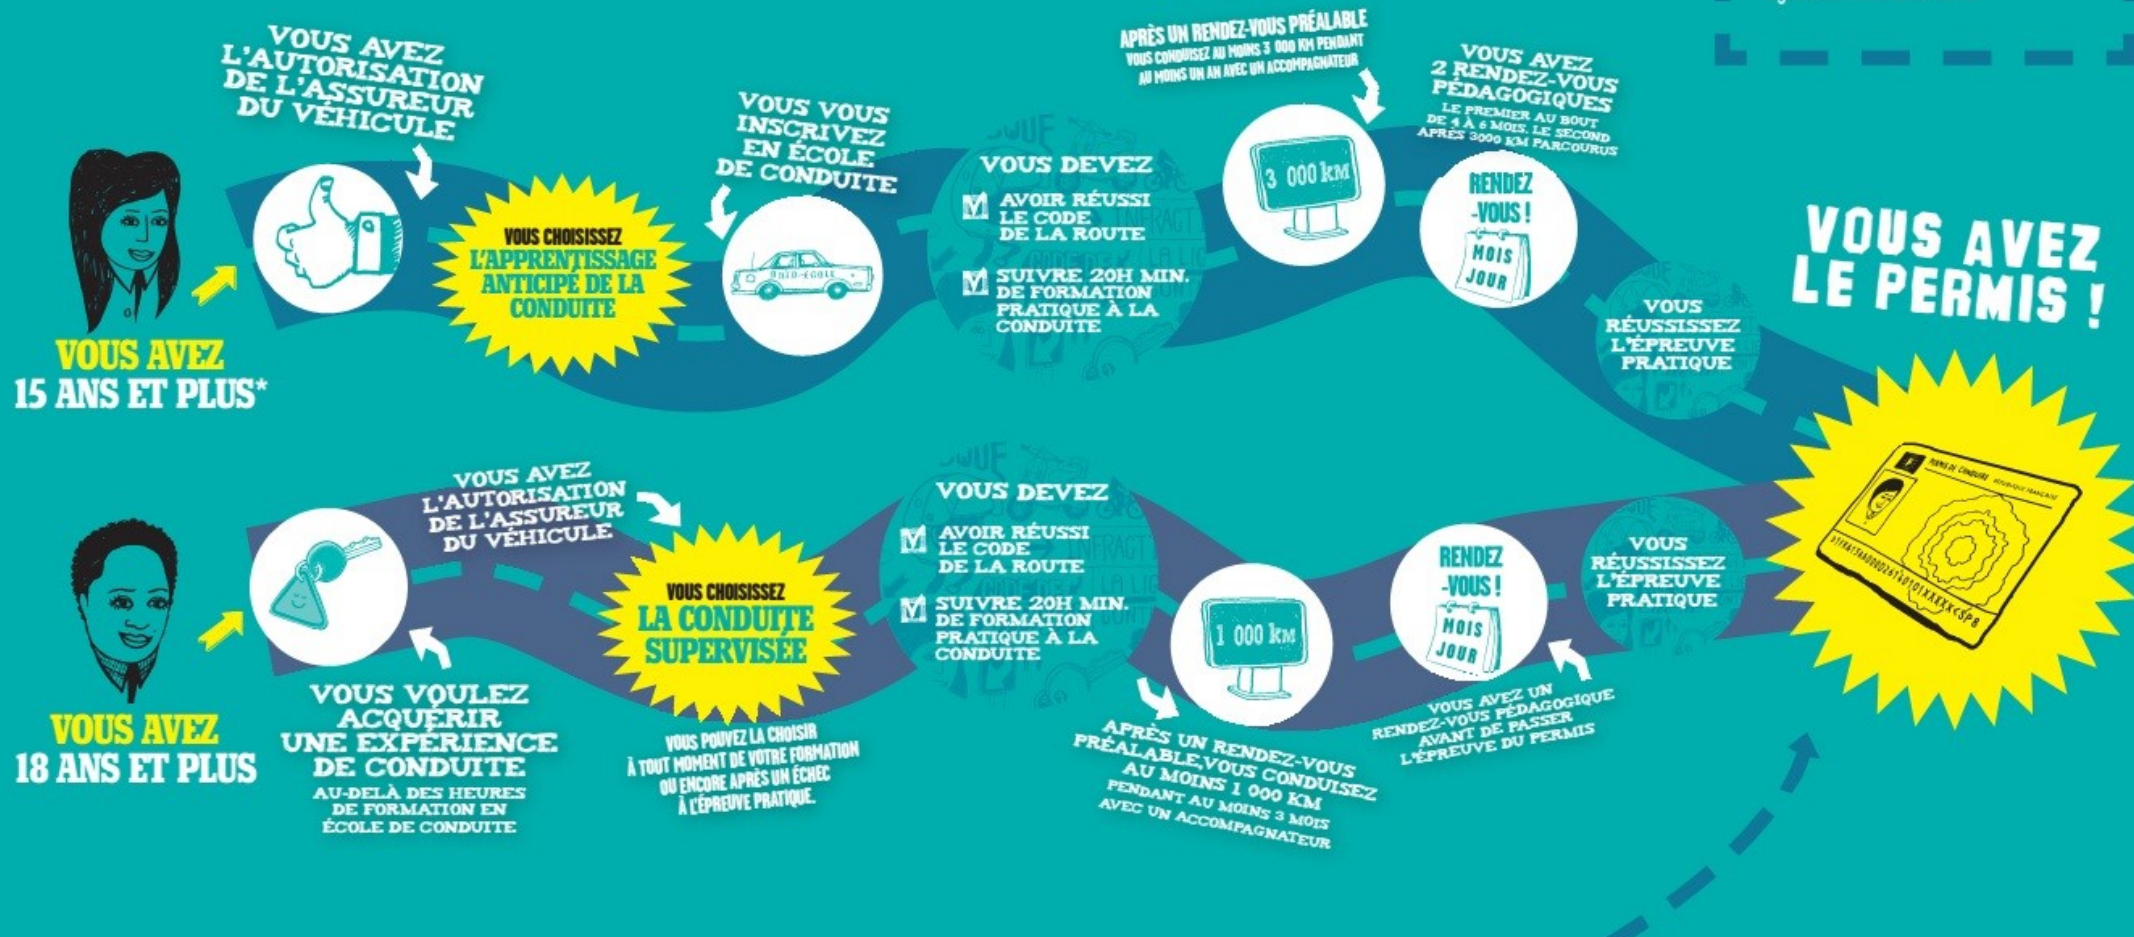 VOUS AVEZ
L'AUTORISATION
DE L'ASSUREUR
DU VÉHICULE
VOUS AVEZ
15 ANS ET PLUS*
VOUS CHOISISSEZ
L'APPRENTISSAGE
ANTICIPÉ DE LA
CONDUITE
VOUS VOUS
INSCRIVEZ
EN ÉCOLE
DE CONDUITE
AUTO-ÉCOLE
VOUS DEVEZ
AVOIR RÉUSSI
LE CODE
DE LA ROUTE
SUIVRE 20H MIN.
DE FORMATION
PRATIQUE À LA
CONDUITE
APRÈS UN RENDEZ-VOUS PRÉALABLE
VOUS CONDUISEZ AU MOINS 3 000 KM PENDANT
AU MOINS UN AN AVEC UN ACCOMPAGNATEUR
3 000 KM
VOUS AVEZ
2 RENDEZ-VOUS
PÉDAGOGIQUES
LE PREMIER AU BOUT
DE 4 À 6 MOIS. LE SECOND
APRÈS 3000 KM PARCOURUS
RENDEZ
-VOUS !
MOIS
JOUR
VOUS
RÉUSSISSEZ
L'ÉPREUVE
PRATIQUE
VOUS AVEZ
LE PERMIS !
PERMIS DE CONDUIRE RÉPUBLIQUE FRANÇAISE
VOUS AVEZ
18 ANS ET PLUS
VOUS VOULEZ
ACQUÉRIR
UNE EXPÉRIENCE
DE CONDUITE
AU-DELÀ DES HEURES
DE FORMATION EN
ÉCOLE DE CONDUITE
VOUS AVEZ
L'AUTORISATION
DE L'ASSUREUR
DU VÉHICULE
VOUS CHOISISSEZ
LA CONDUITE
SUPERVISÉE
VOUS POUVEZ LA CHOISIR
À TOUT MOMENT DE VOTRE FORMATION
OU ENCORE APRÈS UN ÉCHEC
À L'ÉPREUVE PRATIQUE.
VOUS DEVEZ
AVOIR RÉUSSI
LE CODE
DE LA ROUTE
SUIVRE 20H MIN.
DE FORMATION
PRATIQUE À LA
CONDUITE
1 000 KM
APRÈS UN RENDEZ-VOUS
PRÉALABLE, VOUS CONDUISEZ
AU MOINS 1 000 KM
PENDANT AU MOINS 3 MOIS
AVEC UN ACCOMPAGNATEUR
RENDEZ
-VOUS !
MOIS
JOUR
VOUS AVEZ UN
RENDEZ-VOUS PÉDAGOGIQUE
AVANT DE PASSER
L'ÉPREUVE DU PERMIS
VOUS
RÉUSSISSEZ
L'ÉPREUVE
PRATIQUE